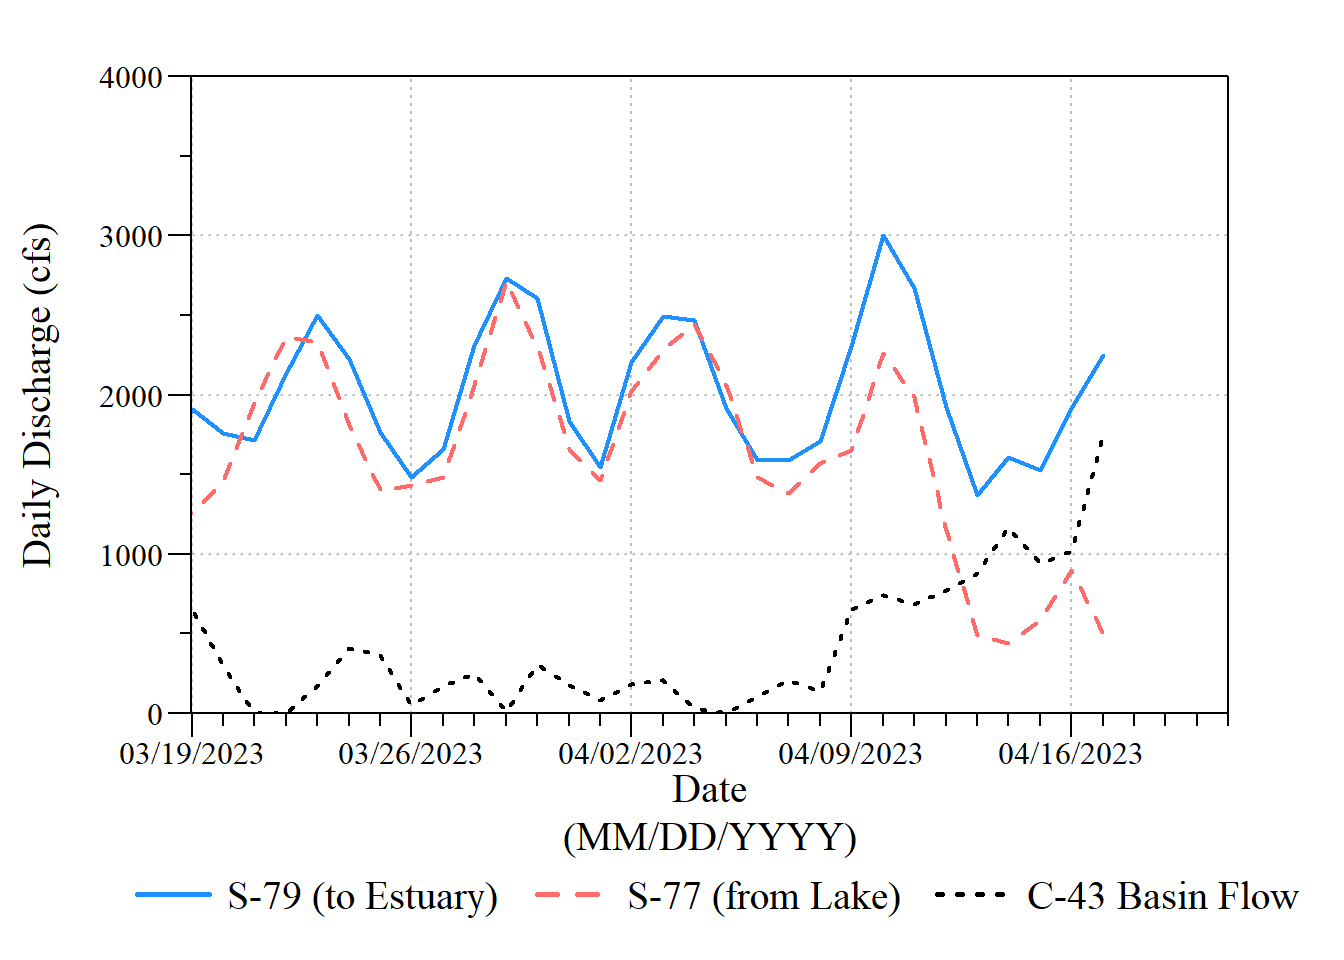 Daily Discharge (cfs)
4000
3000
2000
1000
0
03/19/2023 03/26/2023 04/02/2023 04/09/2023 04/16/2023
Date
(MM/DD/YYYY)
S-79 (to Estuary) S-77 (from Lake) C-43 Basin Flow